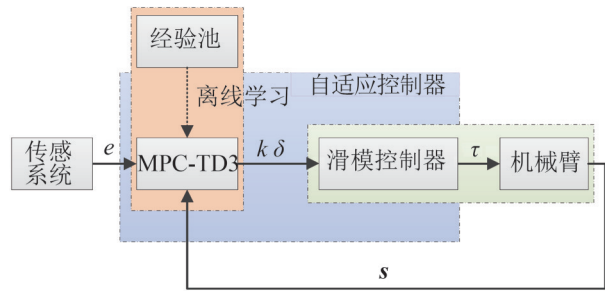 经验池
离线学习
自适应控制器
传感
系统
e
MPC-TD3
k δ
滑模控制器
τ
机械臂
s